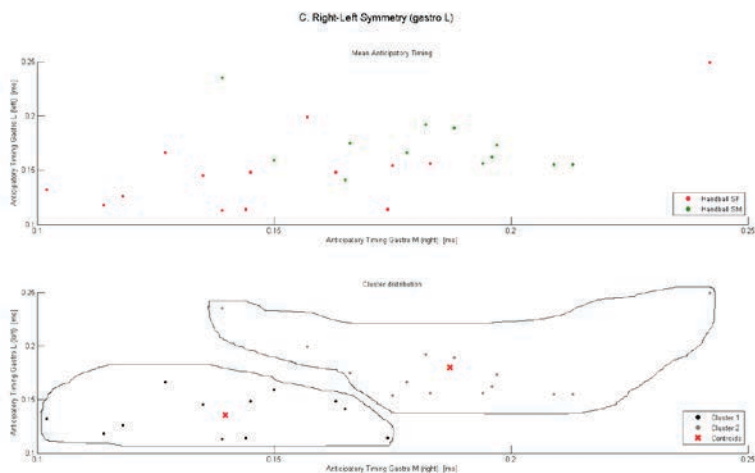 C. Right-Left Symmetry (gastro L)
Mean Anticipatory Timing
Anticipatory Timing Gastro L [left] [ms]
0.25
0.2
0.15
0.1
0.1
0.15
0.2
0.25
Anticipatory Timing Gastro M (right) [ms]
Handball SF
Handball SM
Cluster distribution
Anticipatory Timing Gastro L (left) [ms]
0.25
0.2
0.15
0.1
0.1
0.15
0.2
0.25
Anticipatory Timing Gastro M (right) [ms]
Cluster 1
Cluster 2
Centroids